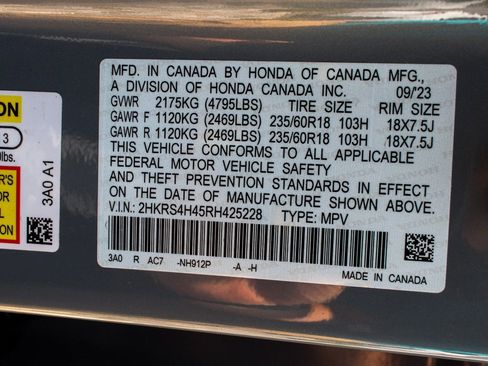 MFD. IN CANADA BY HONDA OF CANADA MFG.,
A DIVISION OF HONDA CANADA INC. 09/'23
GVWR 2175KG (4795LBS) TIRE SIZE RIM SIZE
GAWR F 1120KG (2469LBS) 235/60R18 103H 18X7.5J
GAWR R 1120KG (2469LBS) 235/60R18 103H 18X7.5J
THIS VEHICLE CONFORMS TO ALL APPLICABLE
FEDERAL MOTOR VEHICLE SAFETY
AND THEFT PREVENTION STANDARDS IN EFFECT
ON THE DATE OF MANUFACTURE SHOWN ABOVE.
V.I.N.: 2HKRS4H45RH425228 TYPE: MPV
3A0 R AC7 -NH912P -A -H
MADE IN CANADA
ON
3
lbs.
R'S
3A0 A1